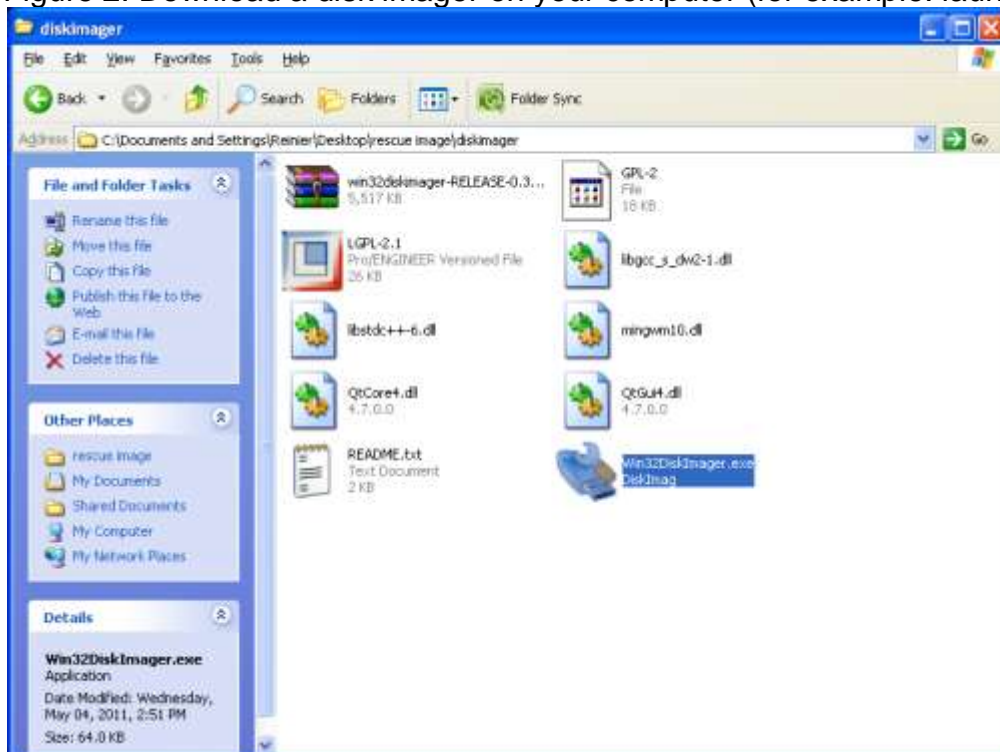 Figure 2. Download a disk imager on your computer (for example: laun
diskimager
File Edit View Favorites Tools Help
Back Search Folders Folder Sync
Address C:\Documents and Settings\Reinier\Desktop\rescue image\diskimager Go
File and Folder Tasks
Rename this file
Move this file
Copy this file
Publish this file to the
Web
E-mail this file
Delete this file
Other Places
rescue image
My Documents
Shared Documents
My Computer
My Network Places
Details
Win32DiskImager.exe
Application
Date Modified: Wednesday,
May 04, 2011, 2:51 PM
Size: 64.0 KB
win32diskimager-RELEASE-0.3...
5,517 KB
GPL-2
File
18 KB
LGPL-2.1
Pro/ENGINEER Versioned File
26 KB
libgcc_s_dw2-1.dll
libstdc++-6.dll
mingwm10.dll
QtCore4.dll
4.7.0.0
QtGui4.dll
4.7.0.0
README.txt
Text Document
2 KB
Win32DiskImager.exe
DiskImag